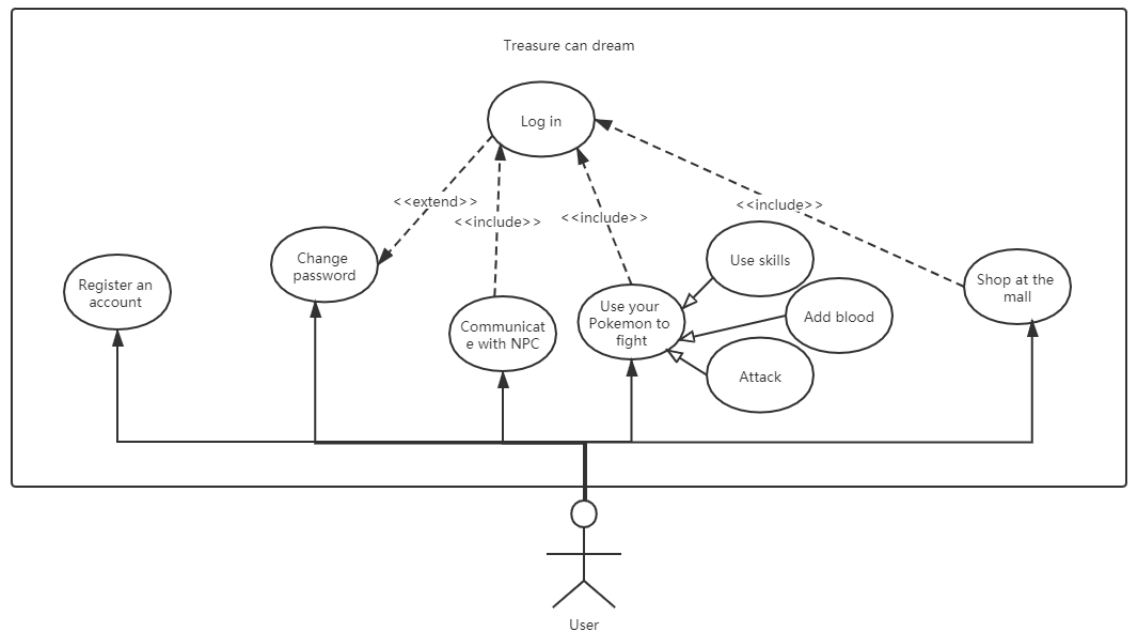 Treasure can dream
Log in
<<extend>>
<<include>>
<<include>>
<<include>>
Register an
account
Change
password
Communicat
e with NPC
Use your
Pokemon to
fight
Use skills
Add blood
Attack
Shop at the
mall
User